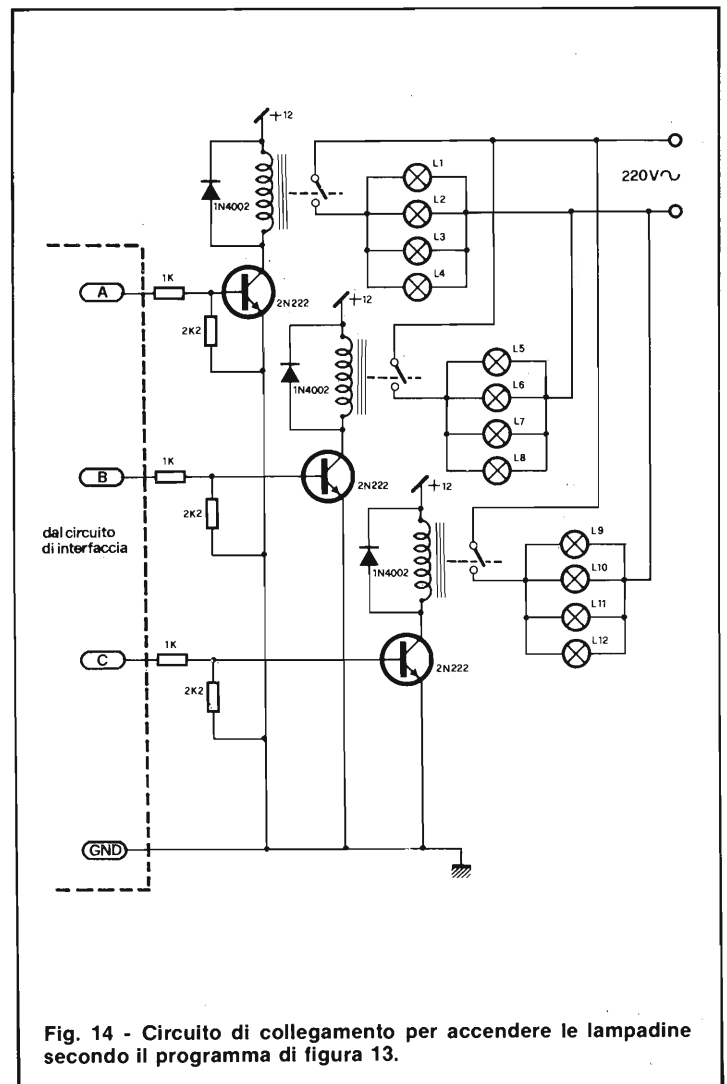 +12
1N4002
L1
L2
L3
L4
220V∿
A
1K
2K2
2N222
+12
1N4002
L5
L6
L7
L8
B
1K
2K2
2N222
dal circuito
di interfaccia
+12
1N4002
L9
L10
L11
L12
C
1K
2K2
2N222
GND
Fig. 14 - Circuito di collegamento per accendere le lampadine
secondo il programma di figura 13.